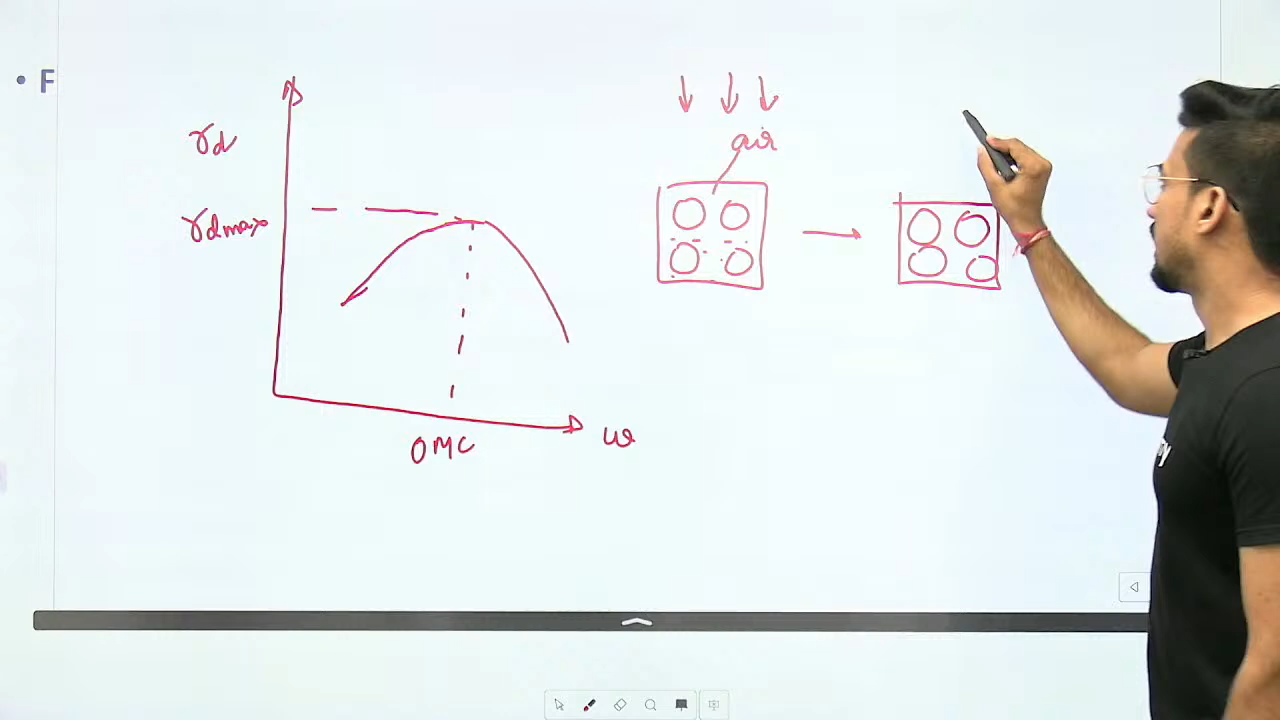 • F
γd
γdmax
OMC
w
air